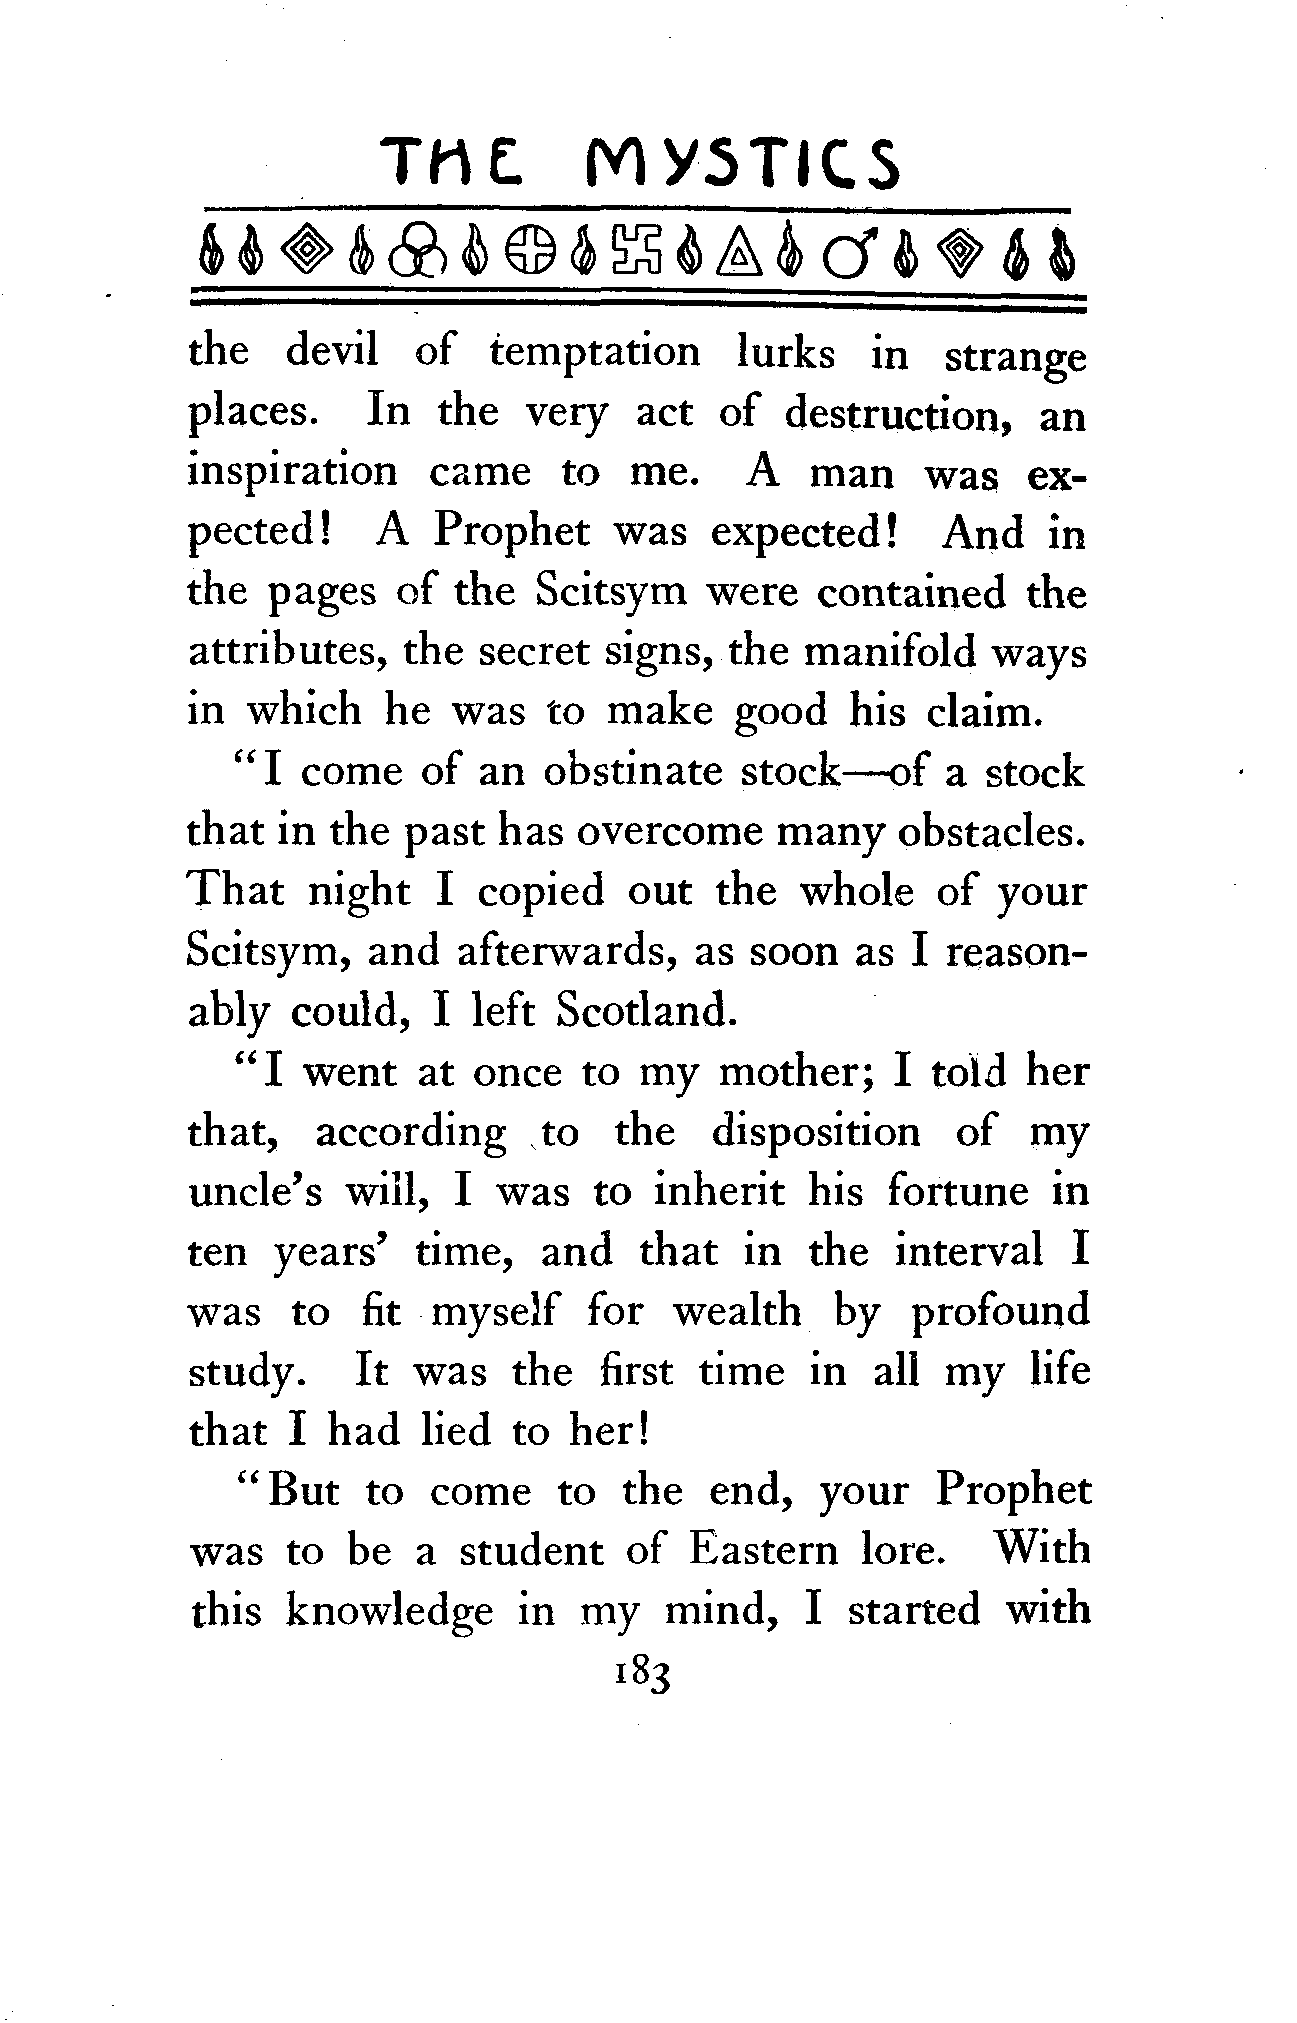 THE MYSTICS
the devil of temptation lurks in strange
places. In the very act of destruction, an
inspiration came to me. A man was ex-
pected! A Prophet was expected! And in
the pages of the Scitsym were contained the
attributes, the secret signs, the manifold ways
in which he was to make good his claim.
"I come of an obstinate stock—of a stock
that in the past has overcome many obstacles.
That night I copied out the whole of your
Scitsym, and afterwards, as soon as I reason-
ably could, I left Scotland.
"I went at once to my mother; I told her
that, according to the disposition of my
uncle's will, I was to inherit his fortune in
ten years' time, and that in the interval I
was to fit myself for wealth by profound
study. It was the first time in all my life
that I had lied to her!
"But to come to the end, your Prophet
was to be a student of Eastern lore. With
this knowledge in my mind, I started with
183